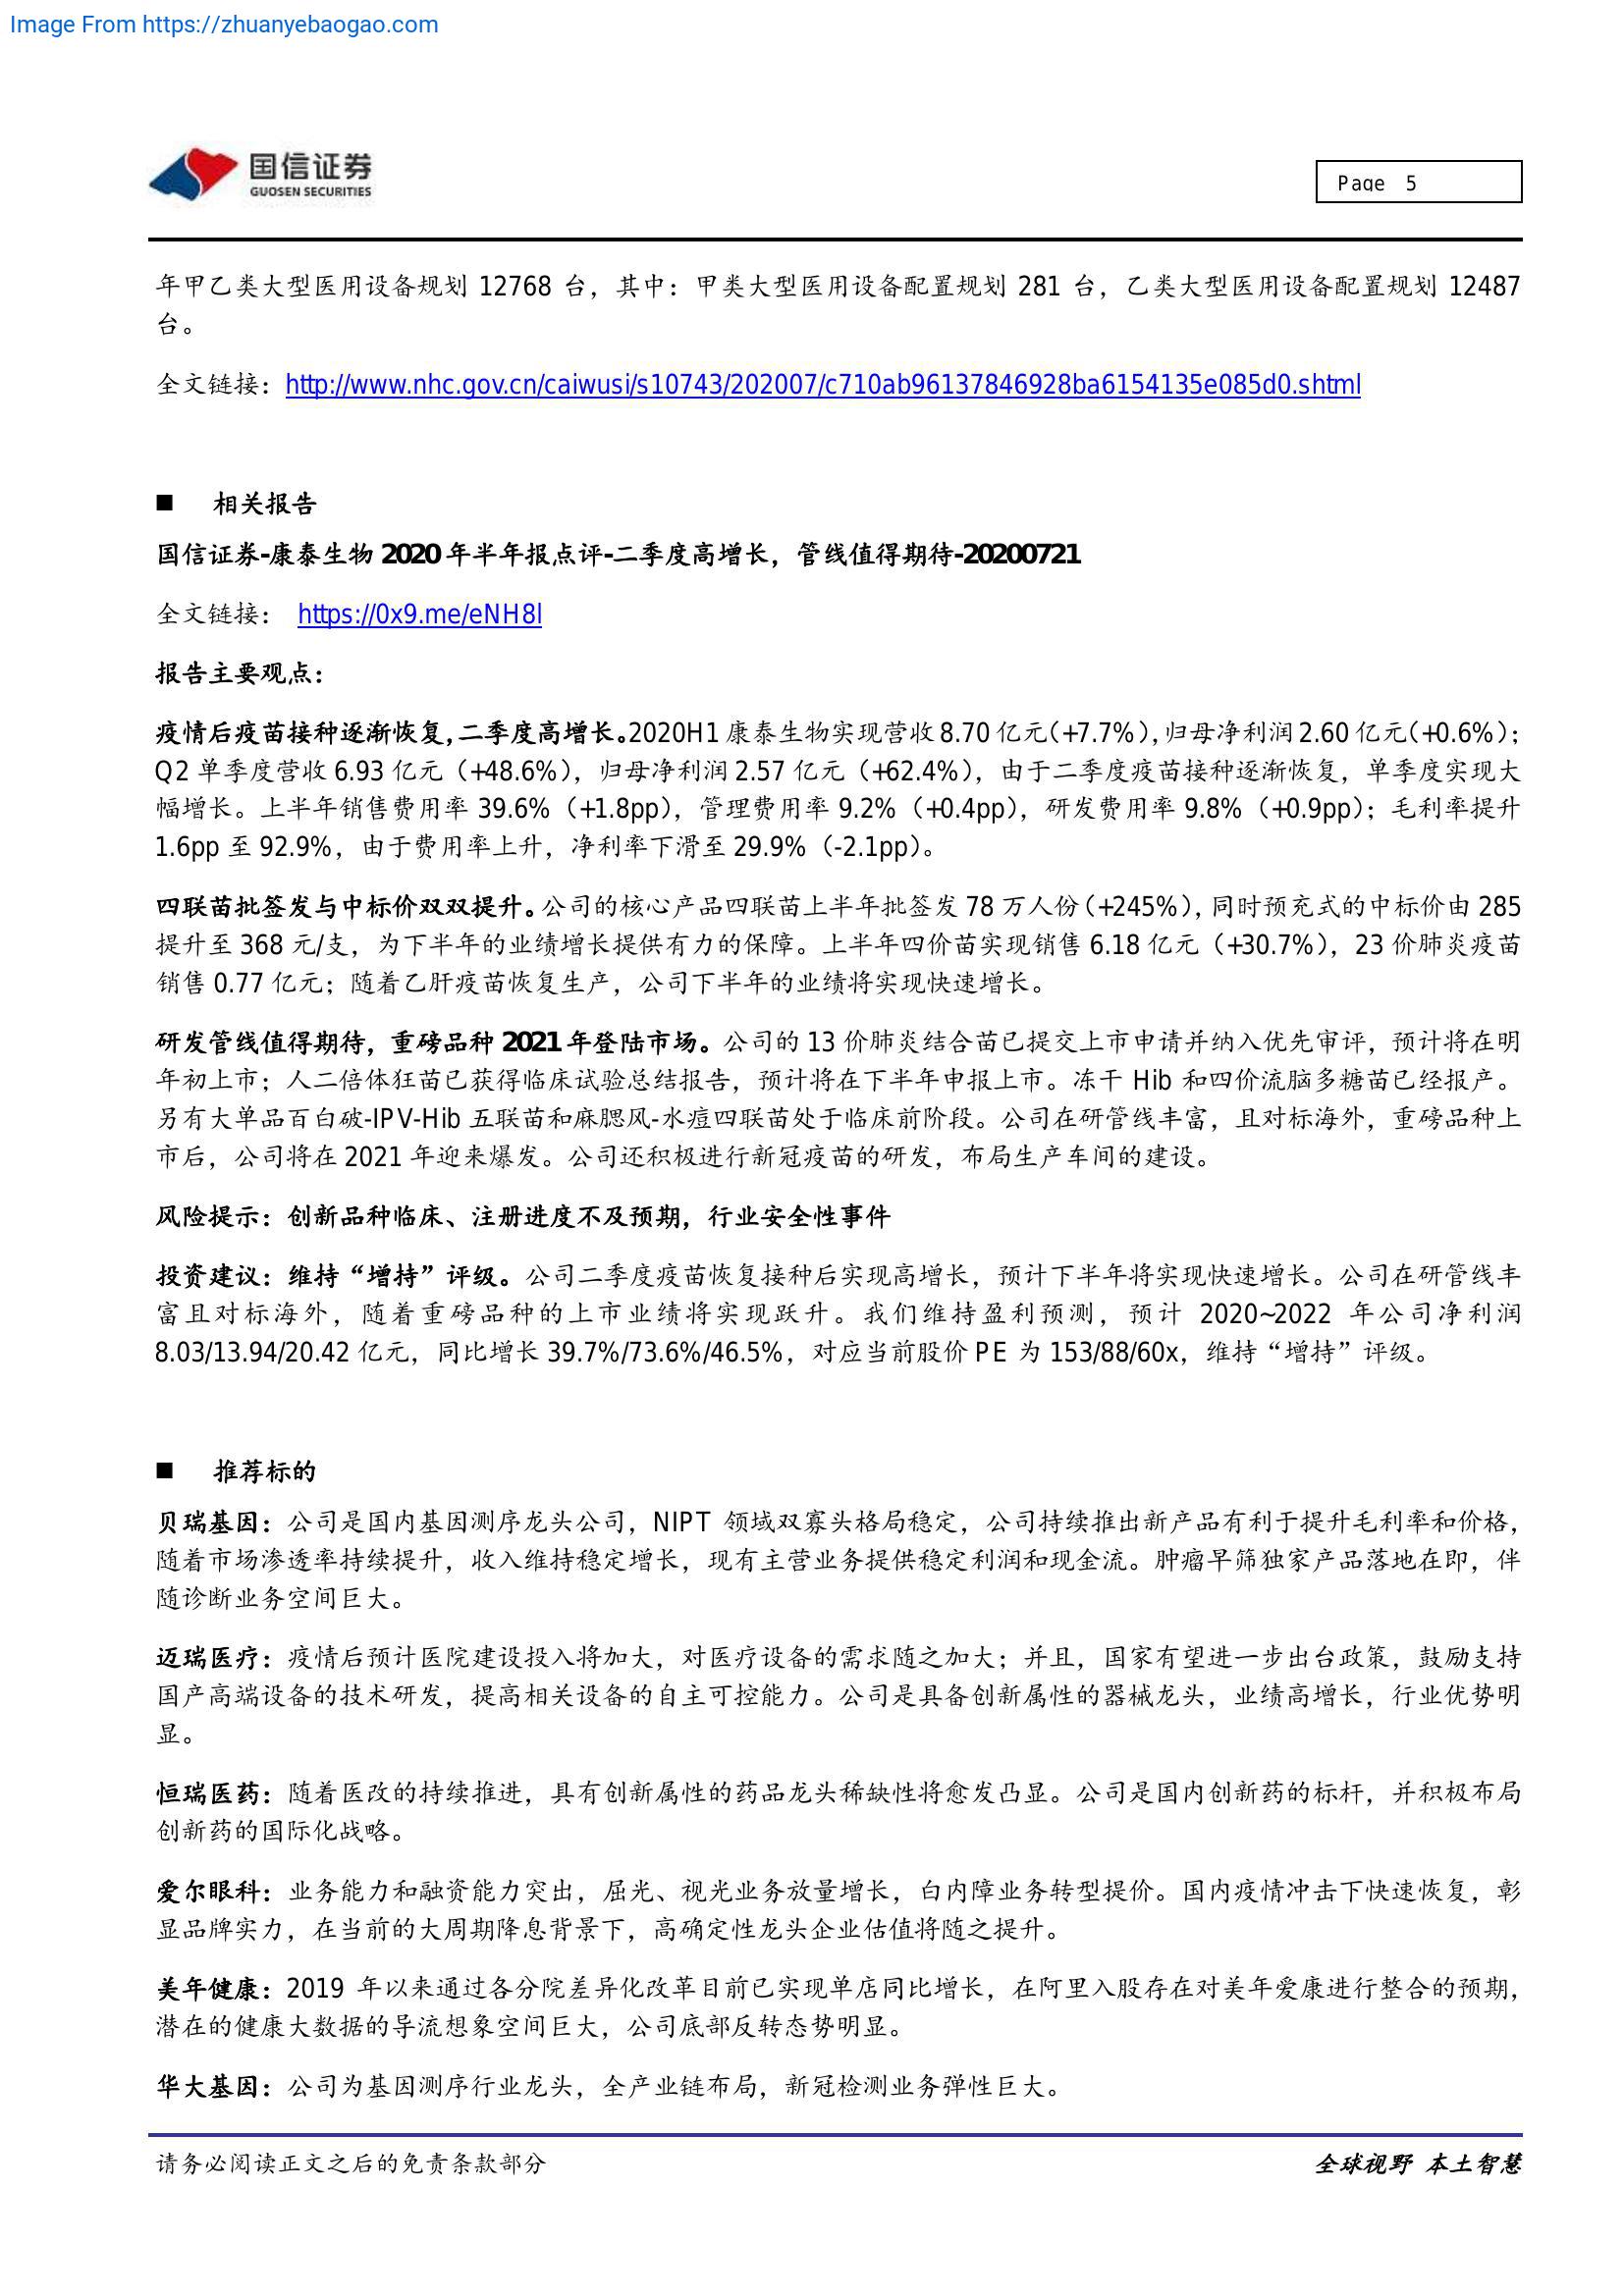 Image From https://zhuanyebaogao.com
国信证券
GUOSEN SECURITIES
Page 5
年甲乙类大型医用设备规划 12768 台，其中：甲类大型医用设备配置规划 281 台，乙类大型医用设备配置规划 12487
台。
全文链接：http://www.nhc.gov.cn/caiwusi/s10743/202007/c710ab96137846928ba6154135e085d0.shtml
■ 相关报告
国信证券-康泰生物 2020 年半年报点评-二季度高增长，管线值得期待-20200721
全文链接： https://0x9.me/eNH8l
报告主要观点：
疫情后疫苗接种逐渐恢复，二季度高增长。2020H1 康泰生物实现营收 8.70 亿元（+7.7%），归母净利润 2.60 亿元（+0.6%）；
Q2 单季度营收 6.93 亿元（+48.6%），归母净利润 2.57 亿元（+62.4%），由于二季度疫苗接种逐渐恢复，单季度实现大
幅增长。上半年销售费用率 39.6%（+1.8pp），管理费用率 9.2%（+0.4pp），研发费用率 9.8%（+0.9pp）；毛利率提升
1.6pp 至 92.9%，由于费用率上升，净利率下滑至 29.9%（-2.1pp）。
四联苗批签发与中标价双双提升。公司的核心产品四联苗上半年批签发 78 万人份（+245%），同时预充式的中标价由 285
提升至 368 元/支，为下半年的业绩增长提供有力的保障。上半年四价苗实现销售 6.18 亿元（+30.7%），23 价肺炎疫苗
销售 0.77 亿元；随着乙肝疫苗恢复生产，公司下半年的业绩将实现快速增长。
研发管线值得期待，重磅品种 2021 年登陆市场。公司的 13 价肺炎结合苗已提交上市申请并纳入优先审评，预计将在明
年初上市；人二倍体狂苗已获得临床试验总结报告，预计将在下半年申报上市。冻干 Hib 和四价流脑多糖苗已经报产。
另有大单品百白破-IPV-Hib 五联苗和麻腮风-水痘四联苗处于临床前阶段。公司在研管线丰富，且对标海外，重磅品种上
市后，公司将在 2021 年迎来爆发。公司还积极进行新冠疫苗的研发，布局生产车间的建设。
风险提示：创新品种临床、注册进度不及预期，行业安全性事件
投资建议：维持“增持”评级。公司二季度疫苗恢复接种后实现高增长，预计下半年将实现快速增长。公司在研管线丰
富且对标海外，随着重磅品种的上市业绩将实现跃升。我们维持盈利预测，预计 2020~2022 年公司净利润
8.03/13.94/20.42 亿元，同比增长 39.7%/73.6%/46.5%，对应当前股价 PE 为 153/88/60x，维持“增持”评级。
■ 推荐标的
贝瑞基因：公司是国内基因测序龙头公司，NIPT 领域双寡头格局稳定，公司持续推出新产品有利于提升毛利率和价格，
随着市场渗透率持续提升，收入维持稳定增长，现有主营业务提供稳定利润和现金流。肿瘤早筛独家产品落地在即，伴
随诊断业务空间巨大。
迈瑞医疗：疫情后预计医院建设投入将加大，对医疗设备的需求随之加大；并且，国家有望进一步出台政策，鼓励支持
国产高端设备的技术研发，提高相关设备的自主可控能力。公司是具备创新属性的器械龙头，业绩高增长，行业优势明
显。
恒瑞医药：随着医改的持续推进，具有创新属性的药品龙头稀缺性将愈发凸显。公司是国内创新药的标杆，并积极布局
创新药的国际化战略。
爱尔眼科：业务能力和融资能力突出，屈光、视光业务放量增长，白内障业务转型提价。国内疫情冲击下快速恢复，彰
显品牌实力，在当前的大周期降息背景下，高确定性龙头企业估值将随之提升。
美年健康：2019 年以来通过各分院差异化改革目前已实现单店同比增长，在阿里入股存在对美年爱康进行整合的预期，
潜在的健康大数据的导流想象空间巨大，公司底部反转态势明显。
华大基因：公司为基因测序行业龙头，全产业链布局，新冠检测业务弹性巨大。
请务必阅读正文之后的免责条款部分
全球视野 本土智慧